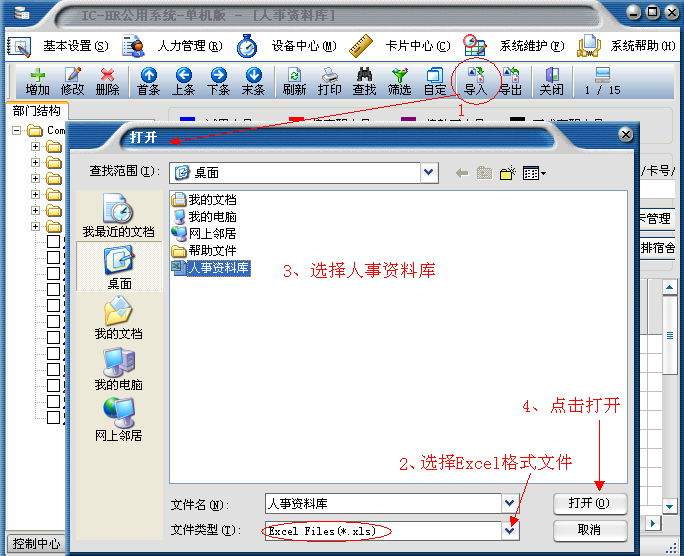 IC-HR公用系统-单机版 - [人事资料库]
基本设置(S) 人力管理(R) 设备中心(M) 卡片中心(C) 系统维护(F) 系统帮助(H)
增加 修改 删除 首条 上条 下条 末条 刷新 打印 查找 筛选 自定 导入 导出 关闭 1 / 15
1
部门结构
Com
打开
查找范围(I): 桌面
/卡号/
卡管理
排宿舍
我最近的文档
桌面
我的文档
我的电脑
网上邻居
我的文档
我的电脑
网上邻居
帮助文件
人事资料库
3、选择人事资料库
4、点击打开
2、选择Excel格式文件
文件名(N): 人事资料库 打开(O)
文件类型(T): Excel Files(*.xls) 取消
控制中心